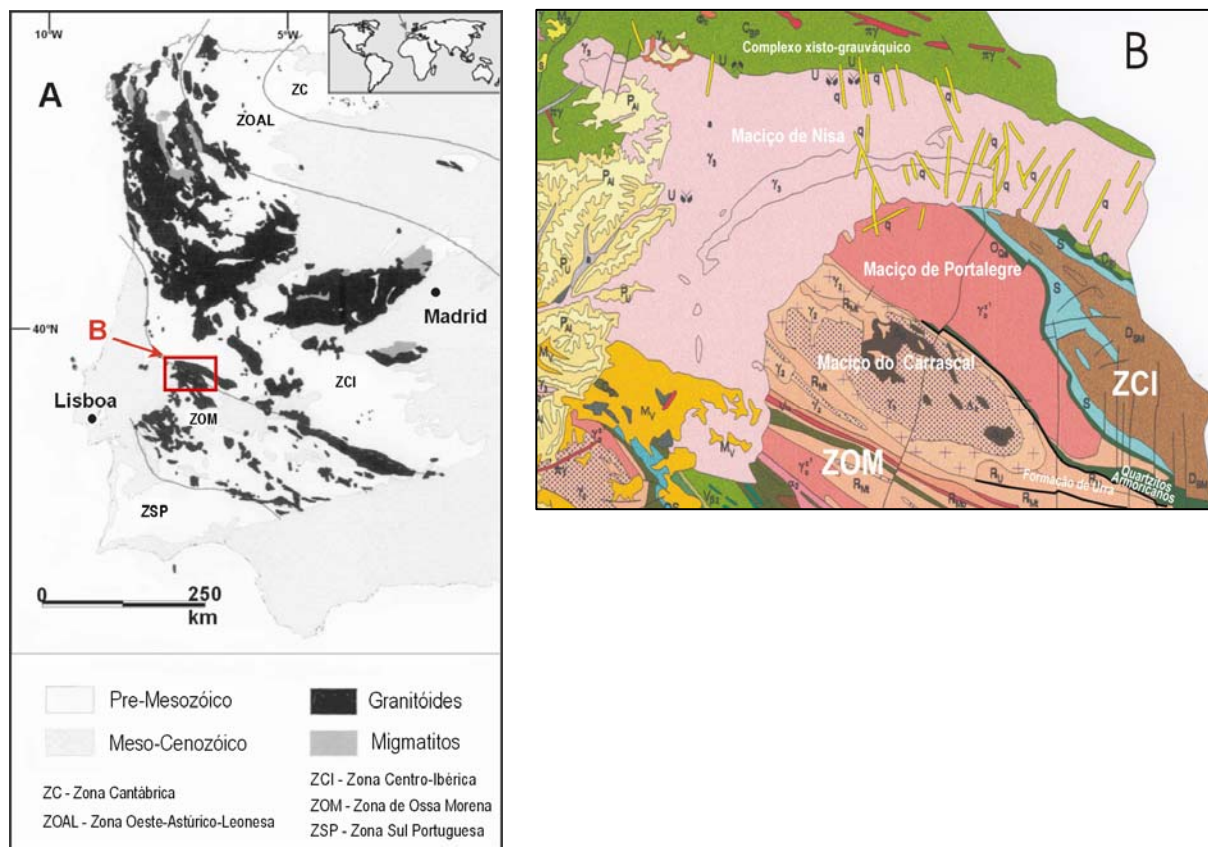 10°W
5°W
A
ZC
ZOAL
Madrid
40°N
B
ZCI
Lisboa
ZOM
ZSP
0
250
km
Pre-Mesozóico
Granitóides
Meso-Cenozóico
Migmatitos
ZC - Zona Cantábrica
ZOAL - Zona Oeste-Astúrico-Leonesa
ZCI - Zona Centro-Ibérica
ZOM - Zona de Ossa Morena
ZSP - Zona Sul Portuguesa
B
Complexo xisto-grauváquico
Maciço de Nisa
Maciço de Portalegre
Maciço do Carrascal
ZCI
ZOM
Formação de Urra
Quartzitos
Armoricanos